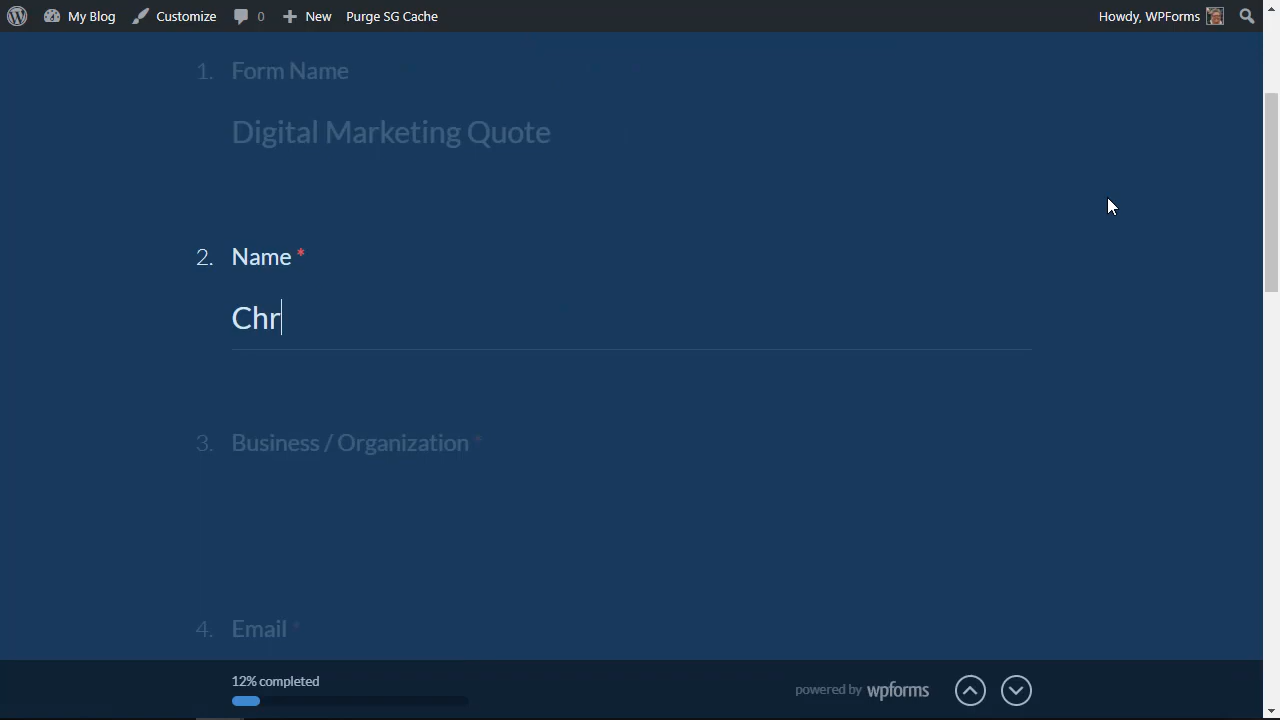 My Blog Customize 0 New Purge SG Cache Howdy, WPForms
1. Form Name
Digital Marketing Quote
2. Name *
Chr
3. Business / Organization *
4. Email *
12% completed
powered by wpforms